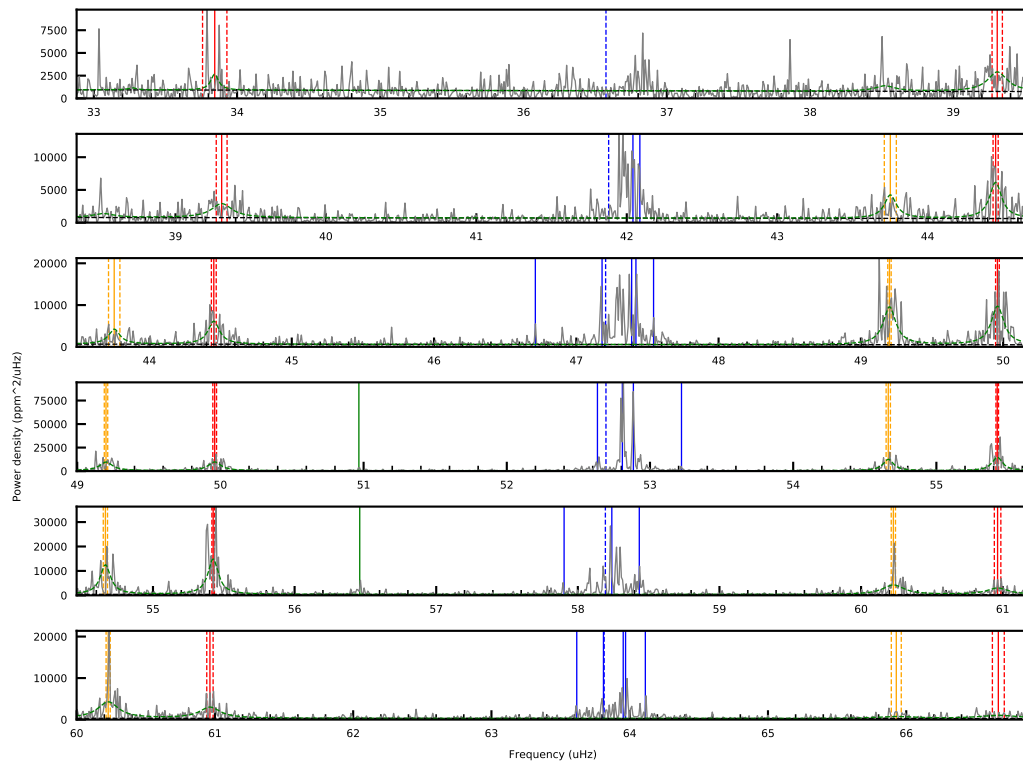 7500
5000
2500
0
33 34 35 36 37 38 39
10000
5000
0
39 40 41 42 43 44
20000
10000
0
44 45 46 47 48 49 50
Power density (ppm^2/uHz)
75000
50000
25000
0
49 50 51 52 53 54 55
30000
20000
10000
0
55 56 57 58 59 60 61
20000
10000
0
60 61 62 63 64 65 66
Frequency (uHz)